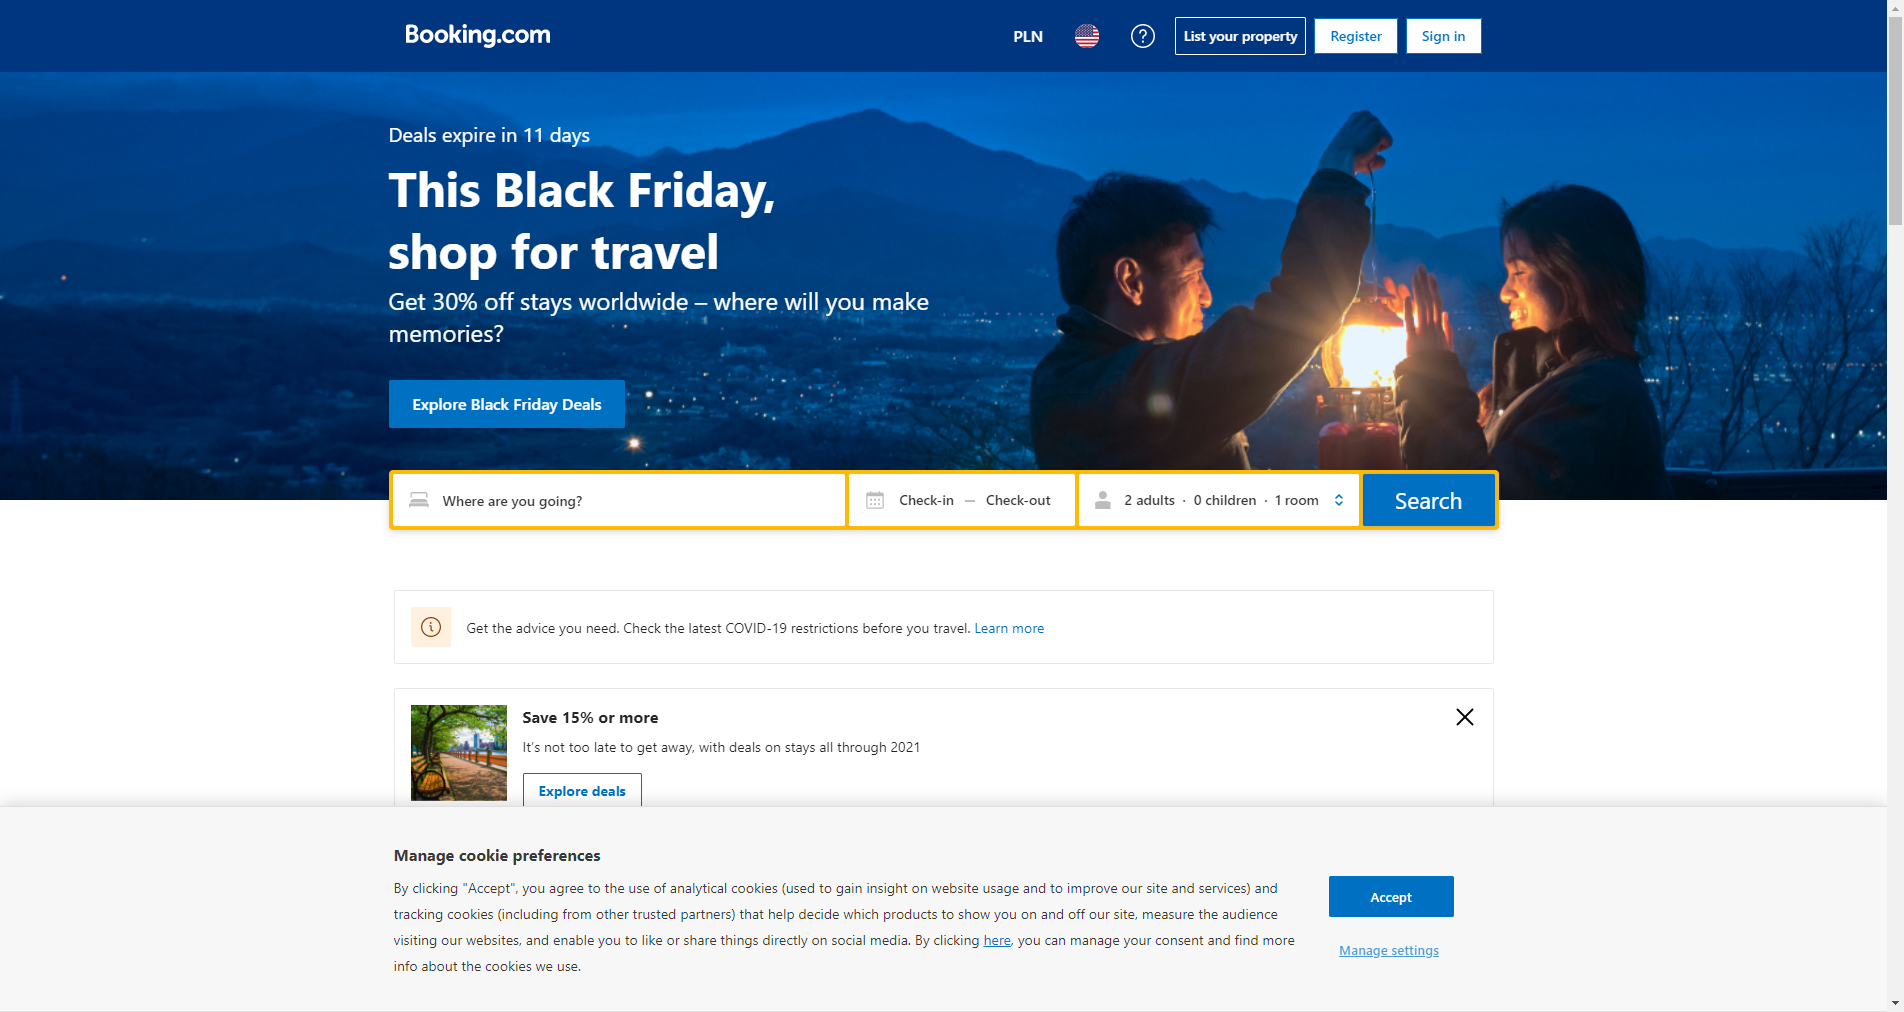 Booking.com
PLN
List your property
Register
Sign in
Deals expire in 11 days
This Black Friday,
shop for travel
Get 30% off stays worldwide – where will you make
memories?
Explore Black Friday Deals
Where are you going?
Check-in — Check-out
2 adults · 0 children · 1 room
Search
Get the advice you need. Check the latest COVID-19 restrictions before you travel. Learn more
Save 15% or more
It's not too late to get away, with deals on stays all through 2021
Explore deals
Manage cookie preferences
By clicking "Accept", you agree to the use of analytical cookies (used to gain insight on website usage and to improve our site and services) and
tracking cookies (including from other trusted partners) that help decide which products to show you on and off our site, measure the audience
visiting our websites, and enable you to like or share things directly on social media. By clicking here, you can manage your consent and find more
info about the cookies we use.
Accept
Manage settings